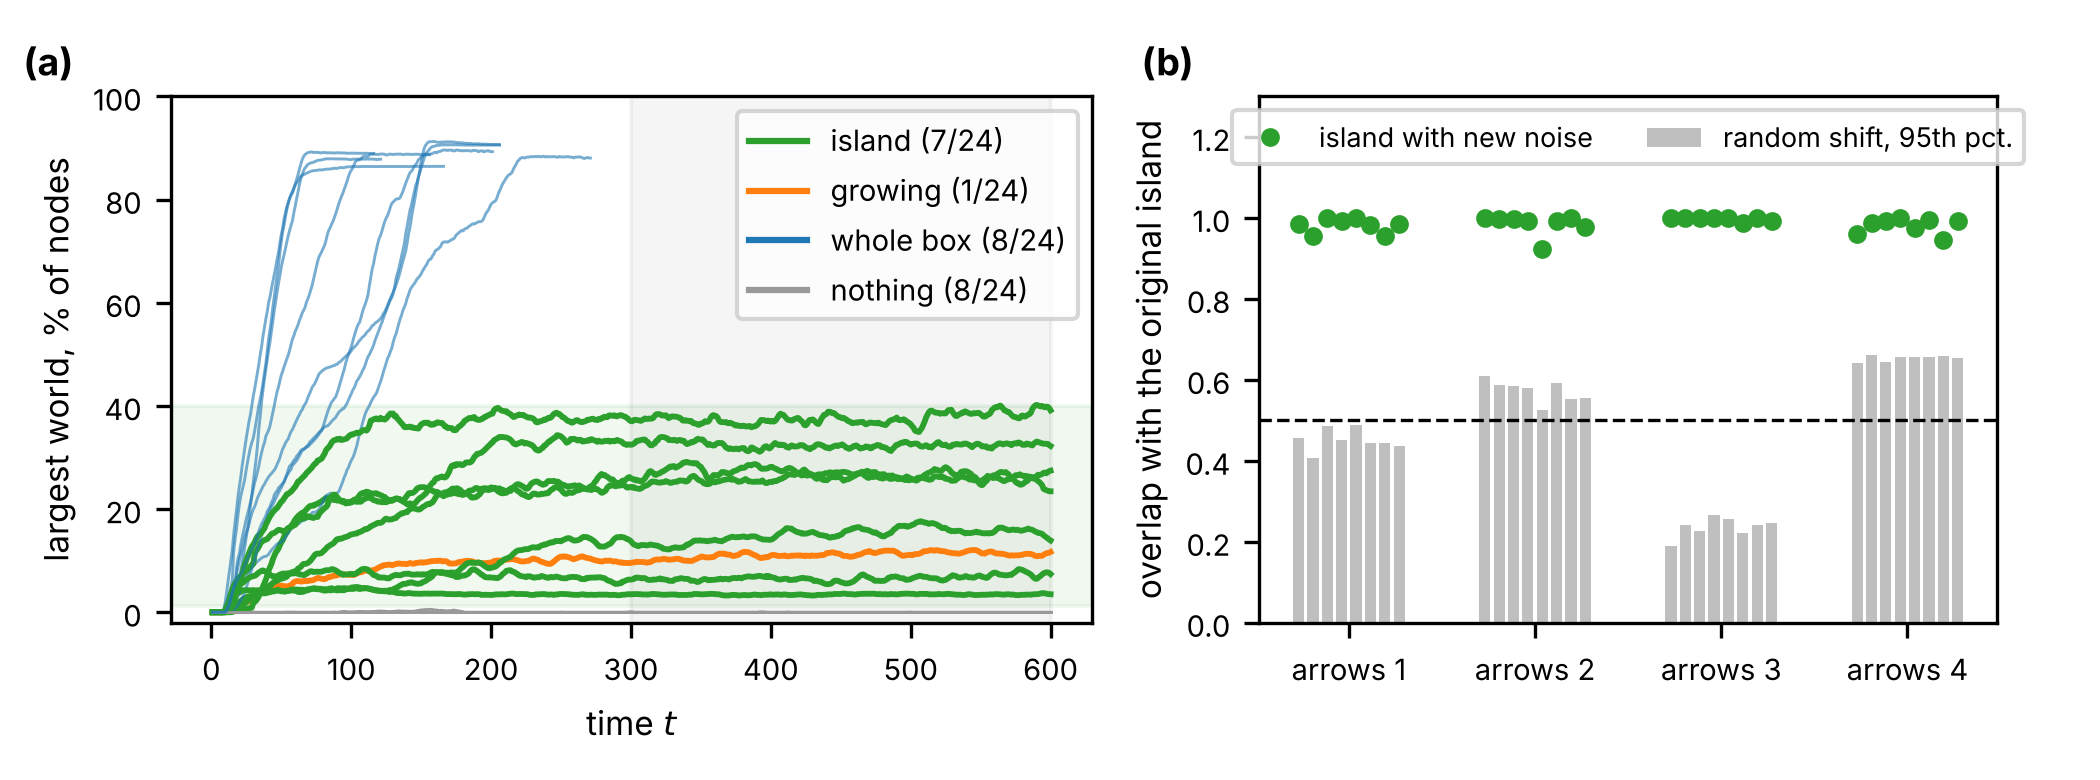 (a)
100
80
60
40
20
0
largest world, % of nodes
island (7/24)
growing (1/24)
whole box (8/24)
nothing (8/24)
0 100 200 300 400 500 600
time t
(b)
1.2
1.0
0.8
0.6
0.4
0.2
0.0
overlap with the original island
island with new noise random shift, 95th pct.
arrows 1 arrows 2 arrows 3 arrows 4